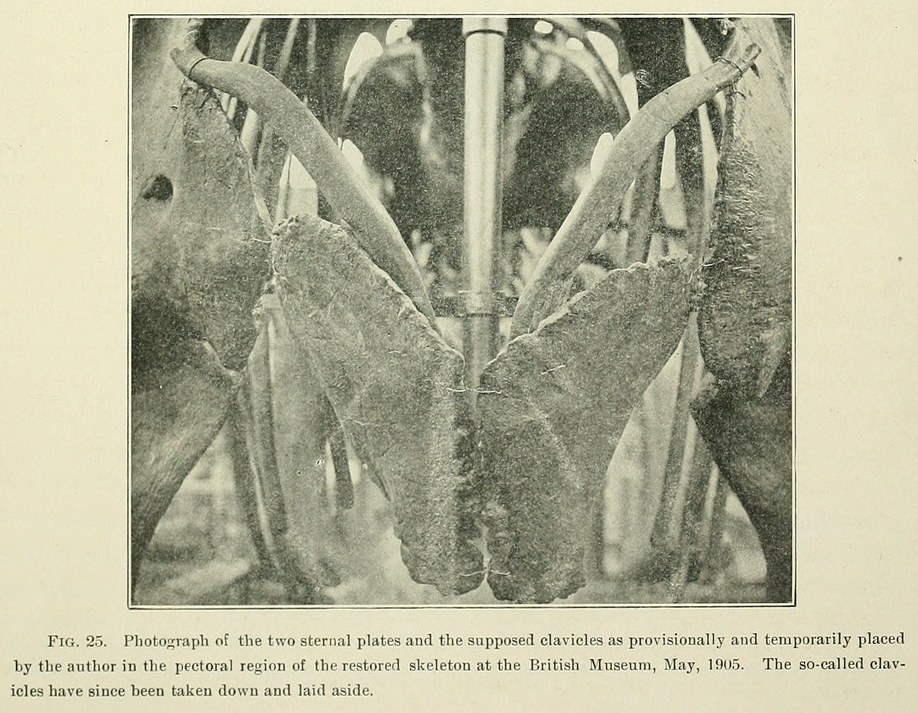 FIG. 25. Photograph of the two sternal plates and the supposed clavicles as provisionally and temporarily placed
by the author in the pectoral region of the restored skeleton at the British Museum, May, 1905. The so-called clav-
icles have since been taken down and laid aside.